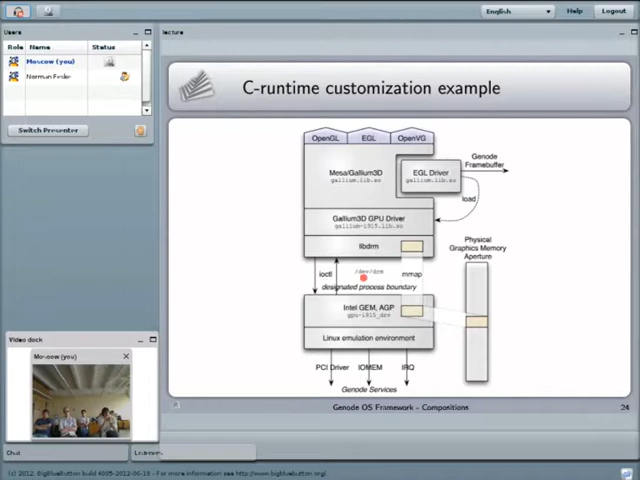 English
Help
Logout
Users
lecture
Role Name Status
Moscow (you)
Norman Feske
Switch Presenter
C-runtime customization example
OpenGL EGL OpenVG
Mesa/Gallium3D
gallium.lib.so
EGL Driver
gallium.lib.so
Genode
Framebuffer
load
Gallium3D GPU Driver
gallium-i915.lib.so
libdrm
Physical
Graphics Memory
Aperture
/dev/drm
ioctl
mmap
designated process boundary
Intel GEM, AGP
gpu-i915_drv
Linux emulation environment
PCI Driver IOMEM IRQ
Genode Services
Genode OS Framework - Compositions
24
Video dock
Moscow (you)
Chat
Listeners
(c) 2012, BigBlueButton build 4005-2012-06-19 - For more information see http://www.bigbluebutton.org/